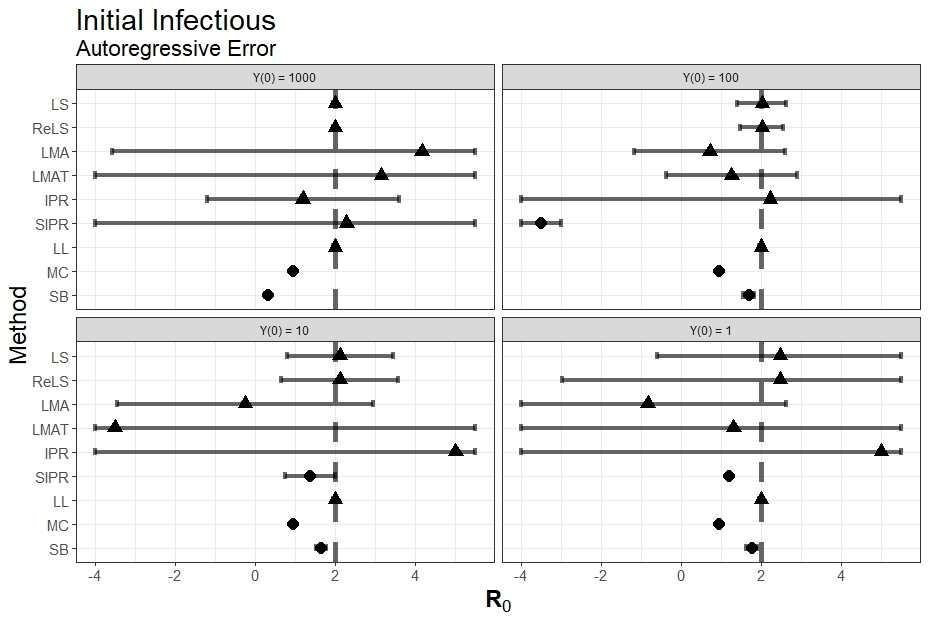 Initial Infectious
Autoregressive Error
Y(0) = 1000
Y(0) = 100
LS
ReLS
LMA
LMAT
IPR
SIPR
LL
MC
SB
Method
Y(0) = 10
Y(0) = 1
LS
ReLS
LMA
LMAT
IPR
SIPR
LL
MC
SB
-4 -2 0 2 4
-4 -2 0 2 4
R₀